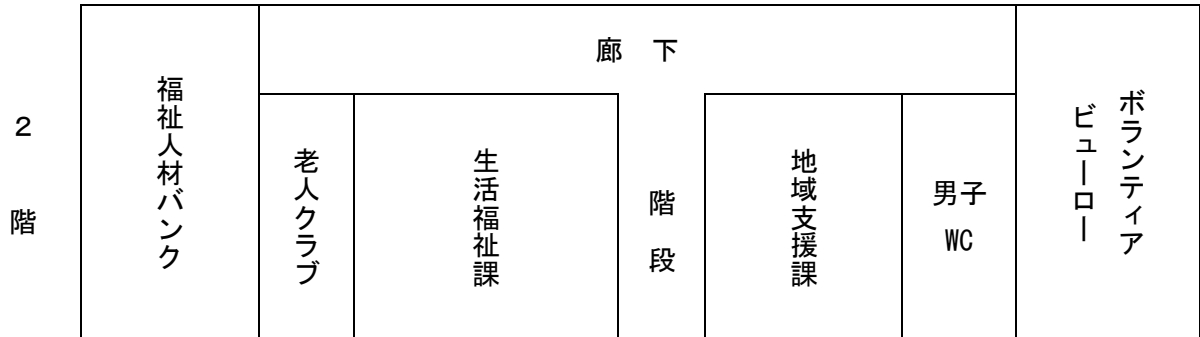 2階
福祉人材バンク
廊下
老人クラブ
生活福祉課
階段
地域支援課
男子
WC
ボランティア
ビューロー